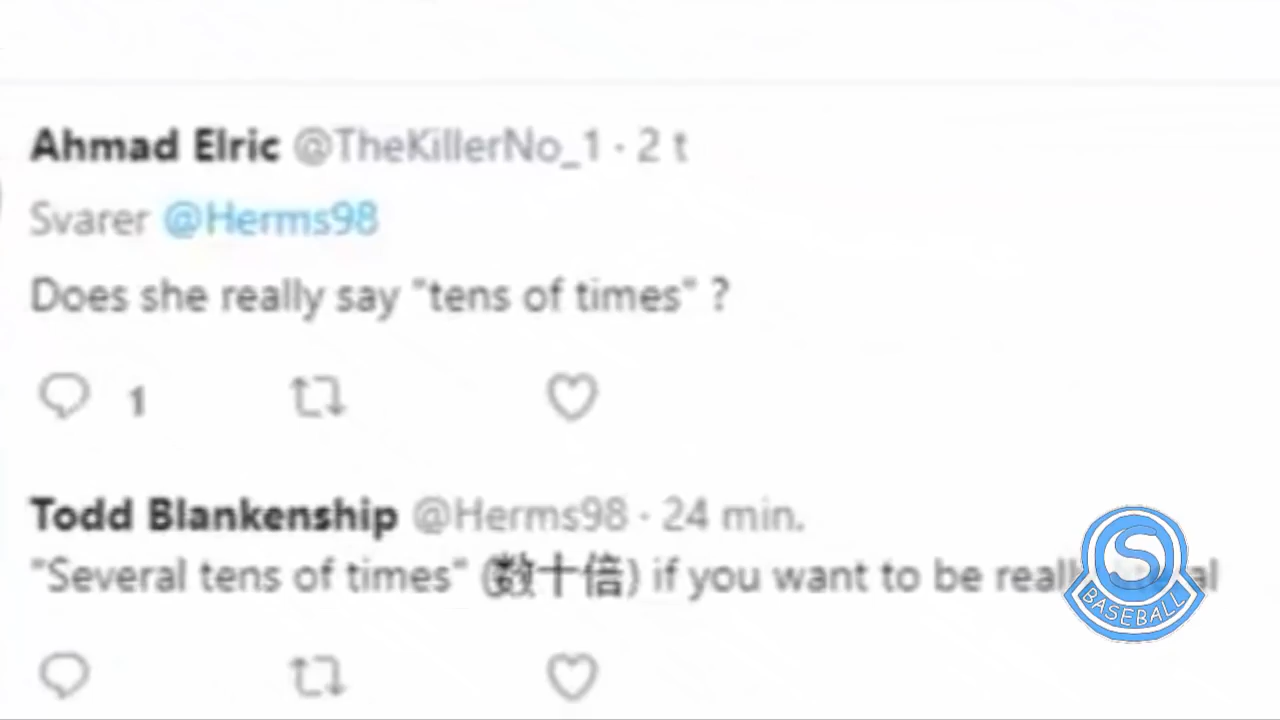 Ahmad Elric @TheKillerNo_1 · 2 t
Svarer @Herms98
Does she really say "tens of times" ?
1
Todd Blankenship @Herms98 · 24 min.
"Several tens of times" (数十倍) if you want to be
S
BASEBALL